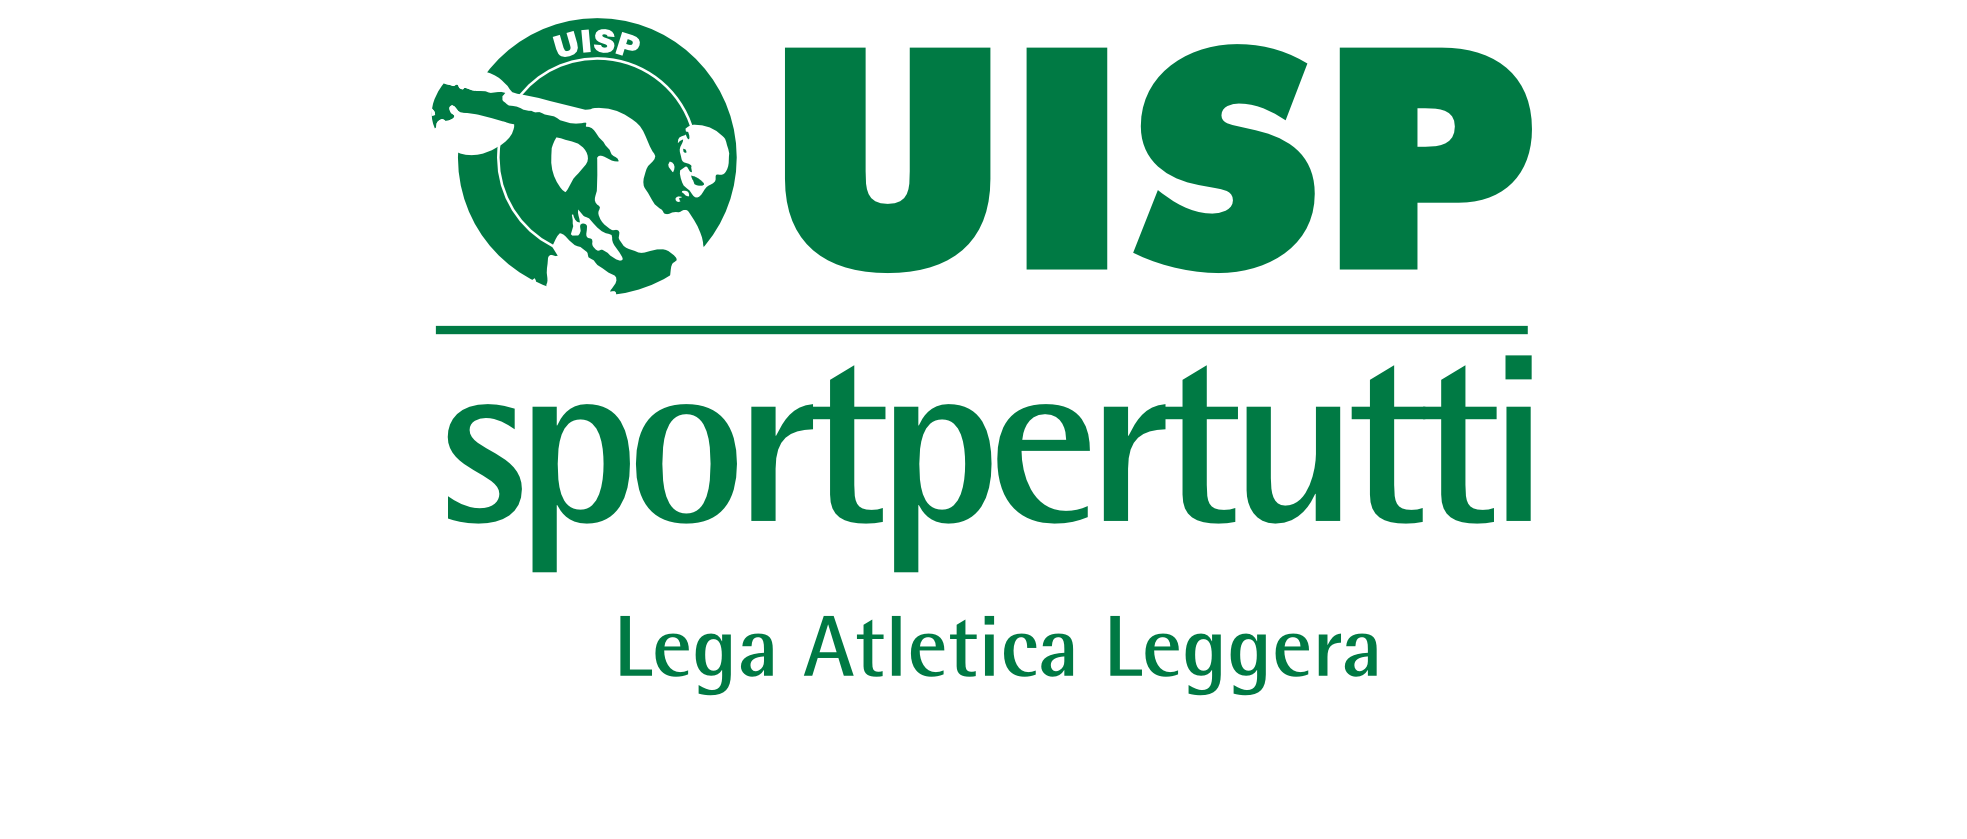 UISP
UISP
sportpertutti
Lega Atletica Leggera